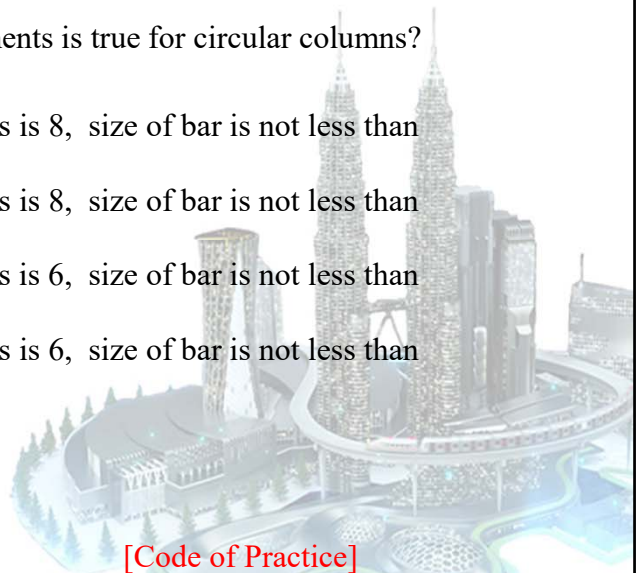 ents is true for circular columns?
s is 8, size of bar is not less than
s is 8, size of bar is not less than
s is 6, size of bar is not less than
s is 6, size of bar is not less than
[Code of Practice]